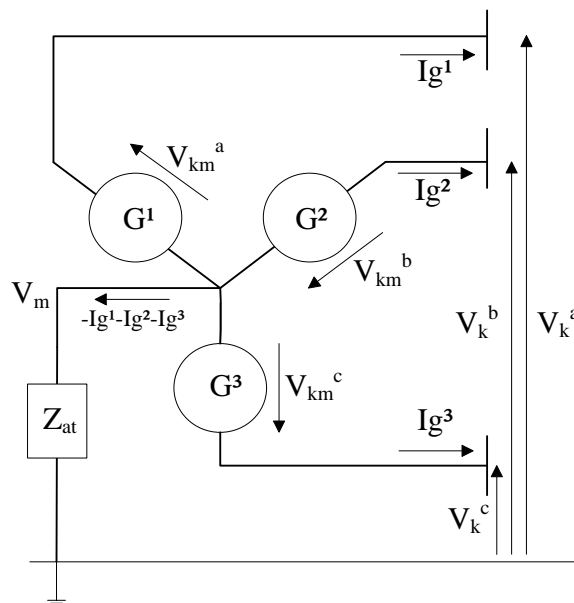 Ig¹
V_km^a
G¹
G²
Ig²
V_km^b
V_m
-Ig¹-Ig²-Ig³
V_k^b
V_k^a
G³
V_km^c
Z_at
Ig³
V_k^c